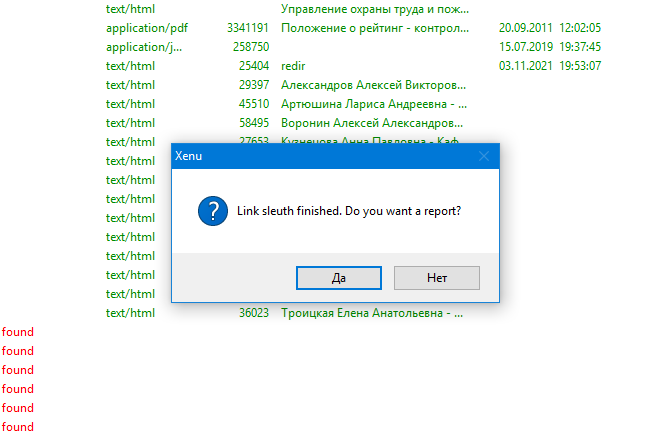 text/html Управление охраны труда и пож...
application/pdf 3341191 Положение о рейтинг - контрол... 20.09.2011 12:02:05
application/j... 258750 15.07.2019 19:37:45
text/html 25404 redir 03.11.2021 19:53:07
text/html 29397 Александров Алексей Викторов...
text/html 45510 Артюшина Лариса Андреевна - ...
text/html 58495 Воронин Алексей Александров...
text/html 27653 Кузнецова Анна Павловна - Каф...
Xenu
text/html
text/html
Link sleuth finished. Do you want a report?
text/html
text/html
text/html
text/html
Да Нет
text/html
text/html
text/html 36023 Троицкая Елена Анатольевна - ...
found
found
found
found
found
found